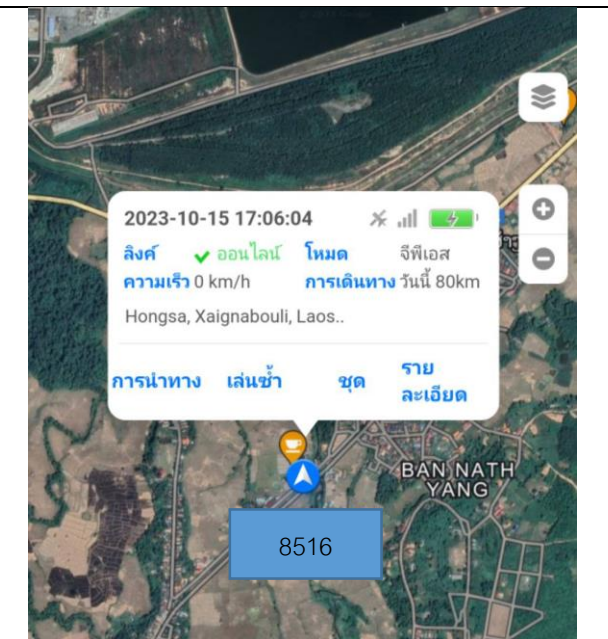 2023-10-15 17:06:04
ลิงค์ ออนไลน์ โหมด จีพีเอส
ความเร็ว 0 km/h การเดินทาง วันนี้ 80km
Hongsa, Xaignabouli, Laos..
การนำทาง เล่นซ้ำ ชุด ราย
ละเอียด
BAN NATH
YANG
8516